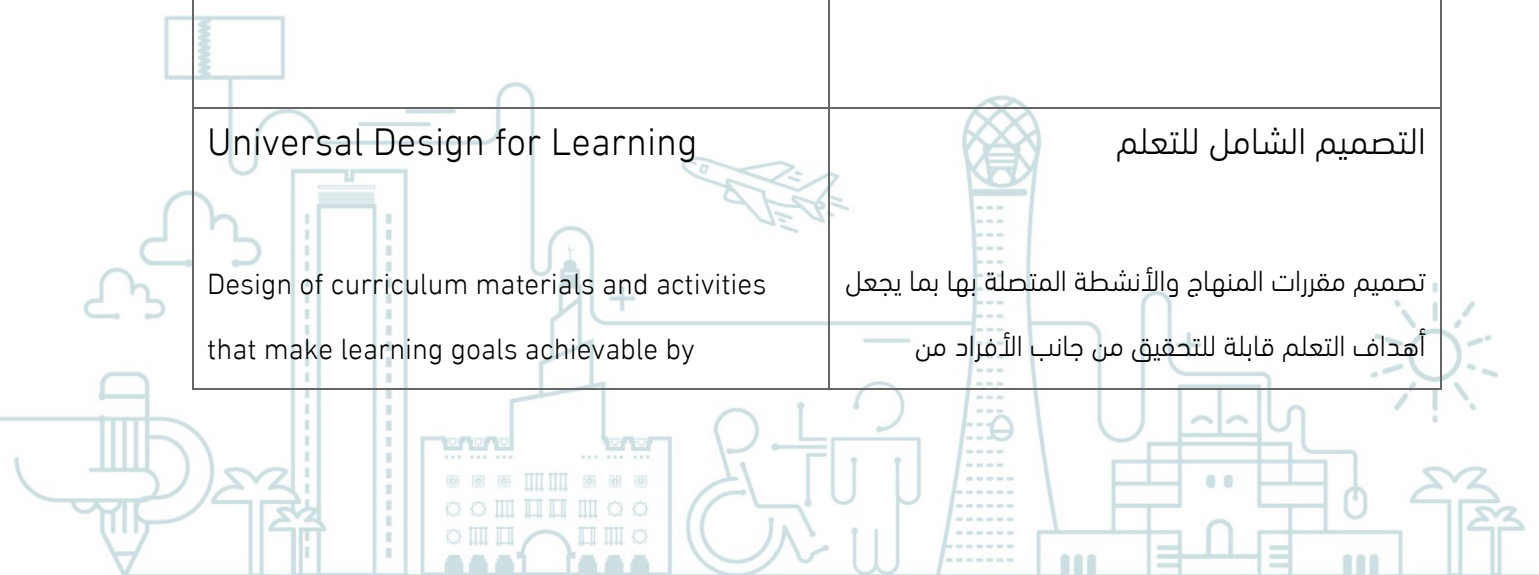 Universal Design for Learning
Design of curriculum materials and activities
that make learning goals achievable by
التصميم الشامل للتعلم
تصميم مقررات المنهاج والأنشطة المتصلة بها بما يجعل
أهداف التعلم قابلة للتحقيق من جانب الأفراد من